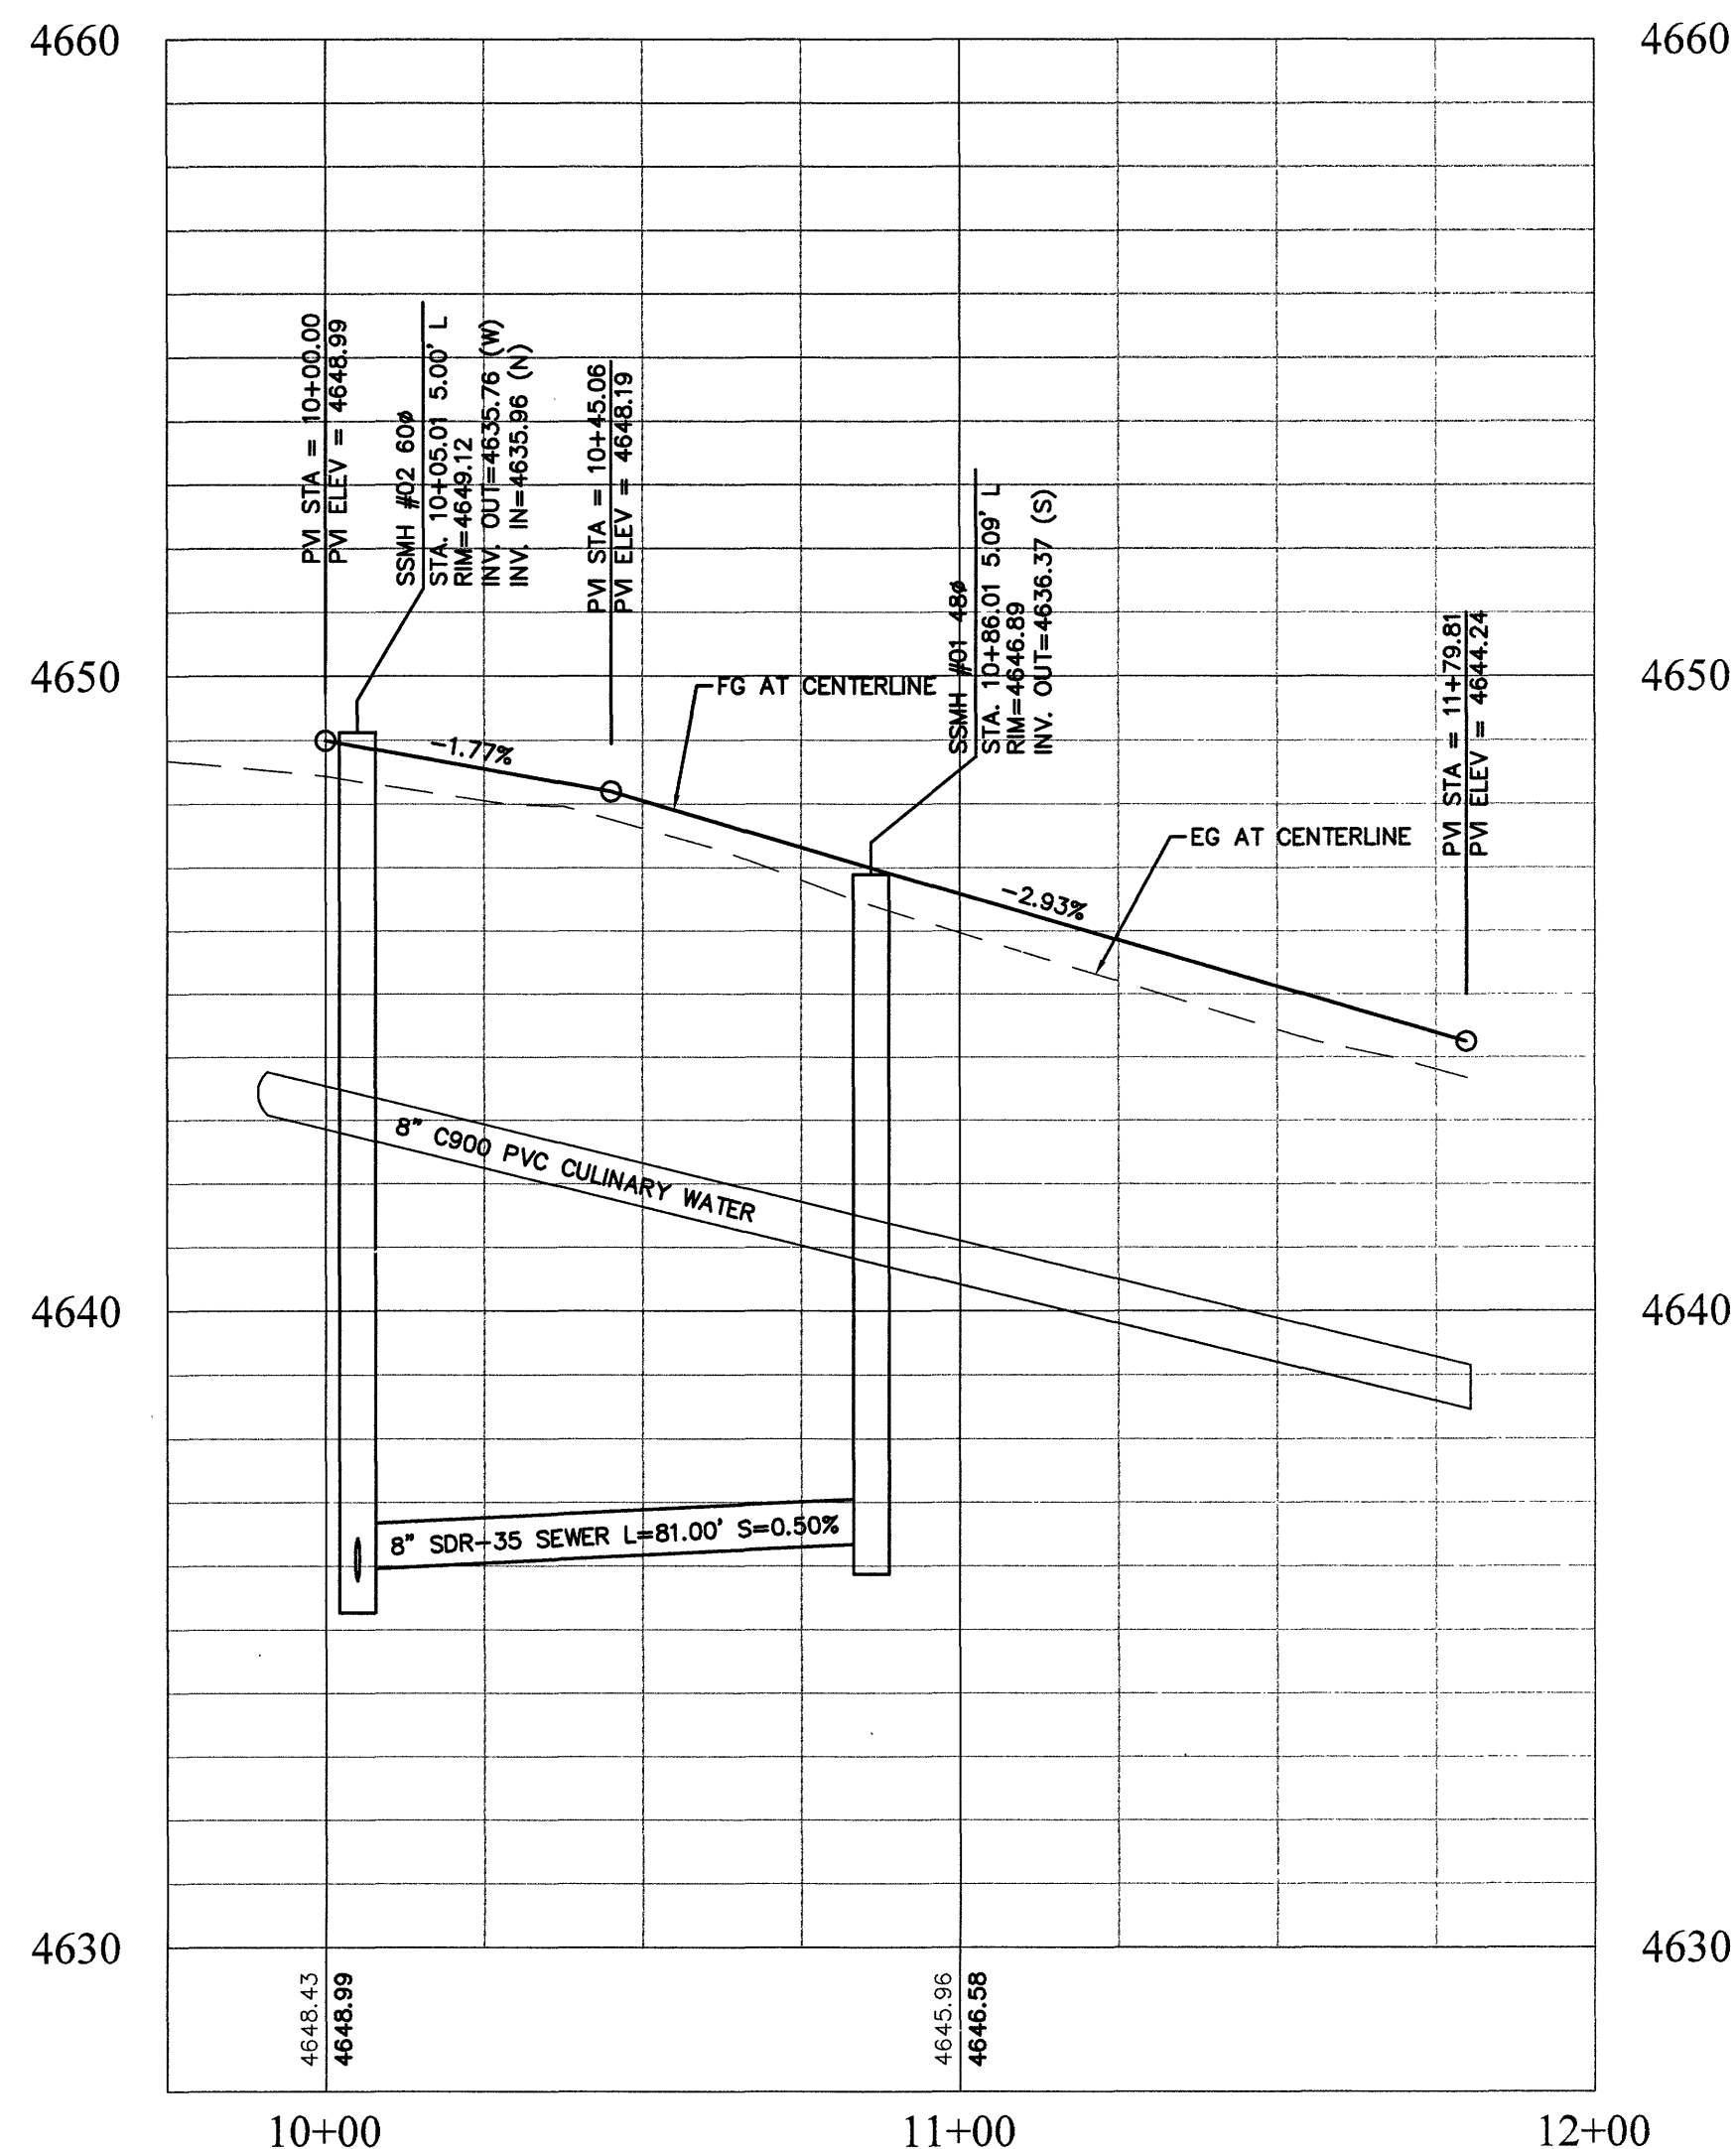 4660
4660
PVI STA = 10+00.00
PVI ELEV = 4648.99
SSMH #02 60ø
STA. 10+05.01 5.00' L
RIM=4649.12
INV. OUT=4635.76 (W)
INV. IN=4635.96 (N)
PVI STA = 10+45.06
PVI ELEV = 4648.19
SSMH #01 48ø
STA. 10+86.01 5.09' L
RIM=4646.89
INV. OUT=4636.37 (S)
PVI STA = 11+79.81
PVI ELEV = 4644.24
4650
4650
FG AT CENTERLINE
-1.77%
EG AT CENTERLINE
-2.93%
8" C900 PVC CULINARY WATER
4640
4640
8" SDR-35 SEWER L=81.00' S=0.50%
4630
4630
4648.43
4648.99
4645.96
4646.58
10+00
11+00
12+00